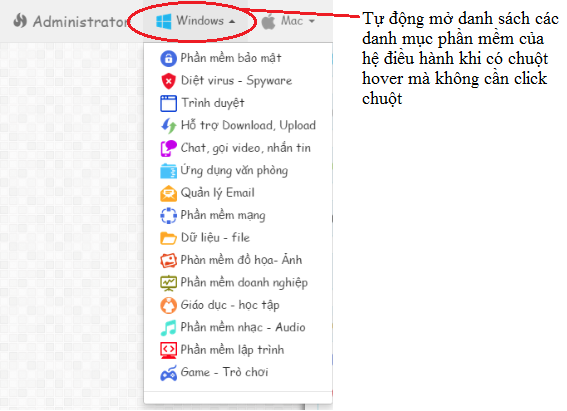 Administrator
Windows
Mac
Tự động mở danh sách các
danh mục phần mềm của
hệ điều hành khi có chuột
hover mà không cần click
chuột
Phần mềm bảo mật
Diệt virus - Spyware
Trình duyệt
Hỗ trợ Download, Upload
Chat, gọi video, nhắn tin
Ứng dụng văn phòng
Quản lý Email
Phần mềm mạng
Dữ liệu - file
Phần mềm đồ họa- Ảnh
Phần mềm doanh nghiệp
Giáo dục - học tập
Phần mềm nhạc - Audio
Phần mềm lập trình
Game - Trò chơi